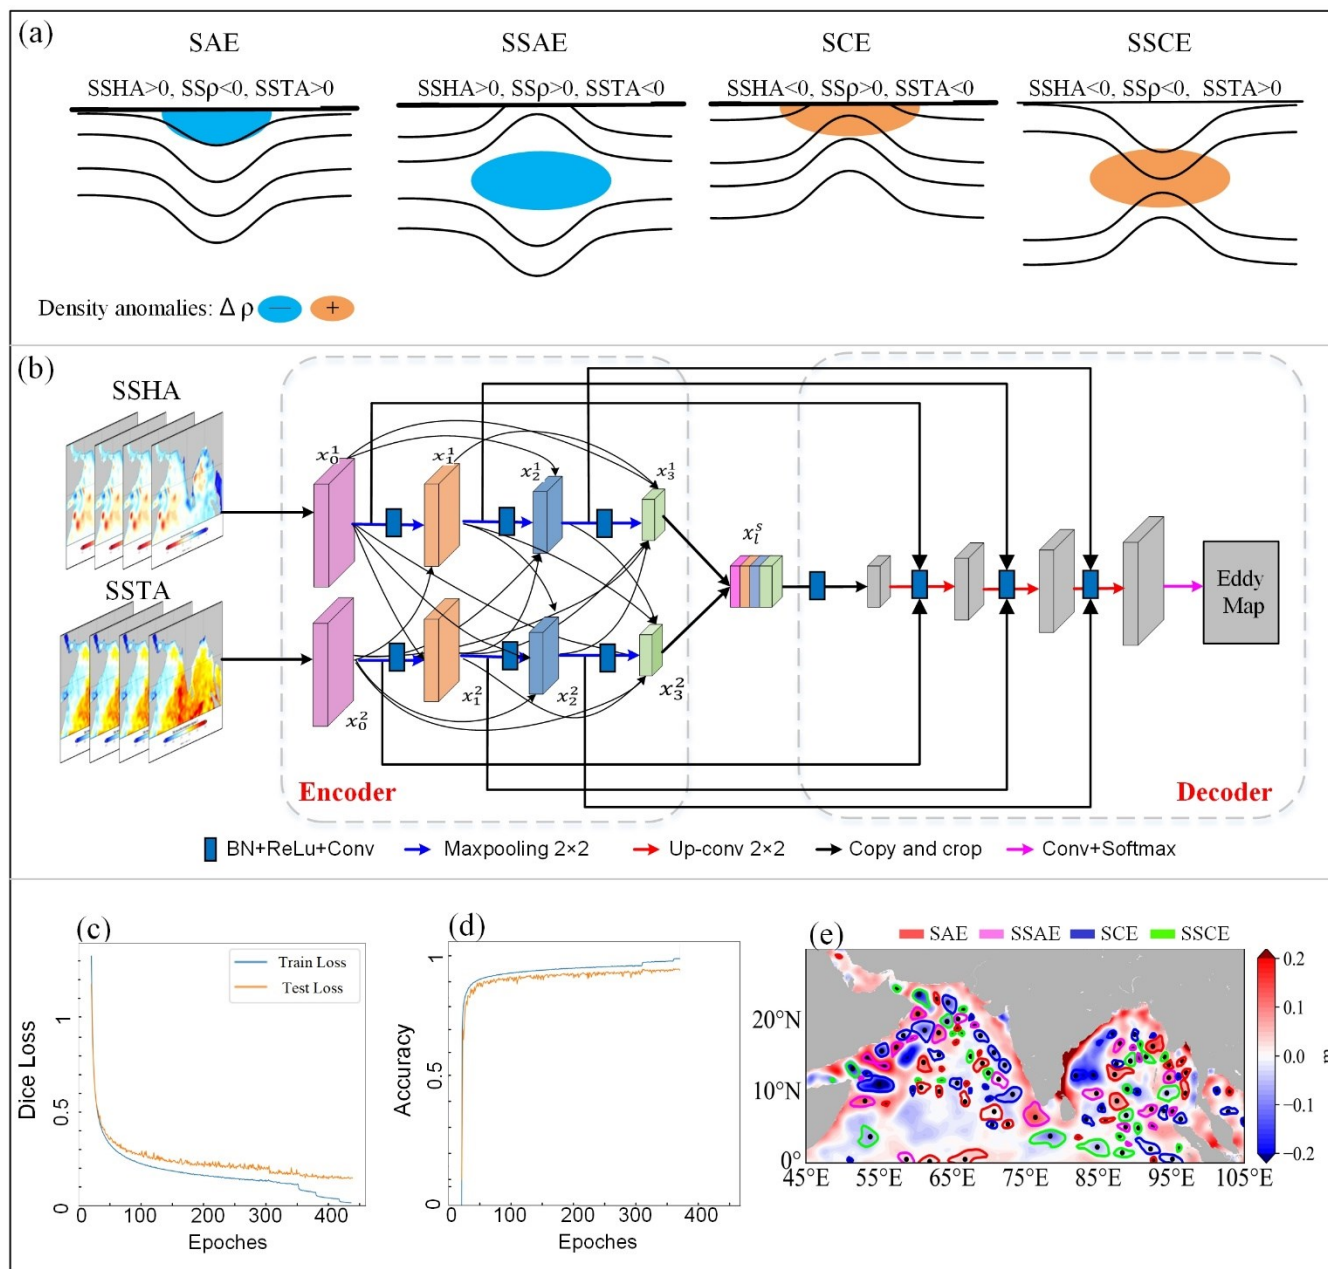 (a)
SAE
SSAE
SCE
SSCE
SSHA>0, SSρ<0, SSTA>0
SSHA>0, SSρ>0, SSTA<0
SSHA<0, SSρ>0, SSTA<0
SSHA<0, SSρ<0, SSTA>0
Density anomalies: Δ ρ — +
(b)
SSHA
SSTA
x₀¹
x₁¹
x₂¹
x₃¹
x₀²
x₁²
x₂²
x₃²
xₗˢ
Eddy
Map
Encoder
Decoder
BN+ReLu+Conv
Maxpooling 2×2
Up-conv 2×2
Copy and crop
Conv+Softmax
(c)
Train Loss
Test Loss
Dice Loss
1
0.5
0
0 100 200 300 400
Epoches
(d)
Accuracy
1
0.5
0
0 100 200 300 400
Epoches
(e)
SAE SSAE SCE SSCE
20°N
10°N
0°
45°E 55°E 65°E 75°E 85°E 95°E 105°E
0.2
0.1
0.0
−0.1
−0.2
m